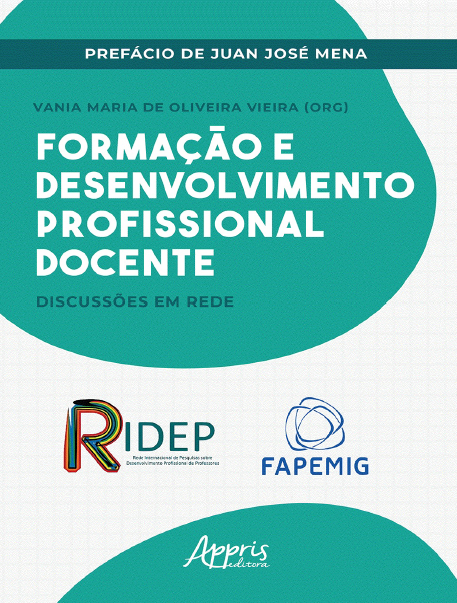 PREFÁCIO DE JUAN JOSÉ MENA
VANIA MARIA DE OLIVEIRA VIEIRA (ORG)
FORMAÇÃO E
DESENVOLVIMENTO
PROFISSIONAL
DOCENTE
DISCUSSÕES EM REDE
RIDEP
Rede Internacional de Pesquisas sobre
Desenvolvimento Profissional de Professores
FAPEMIG
Appris
editora